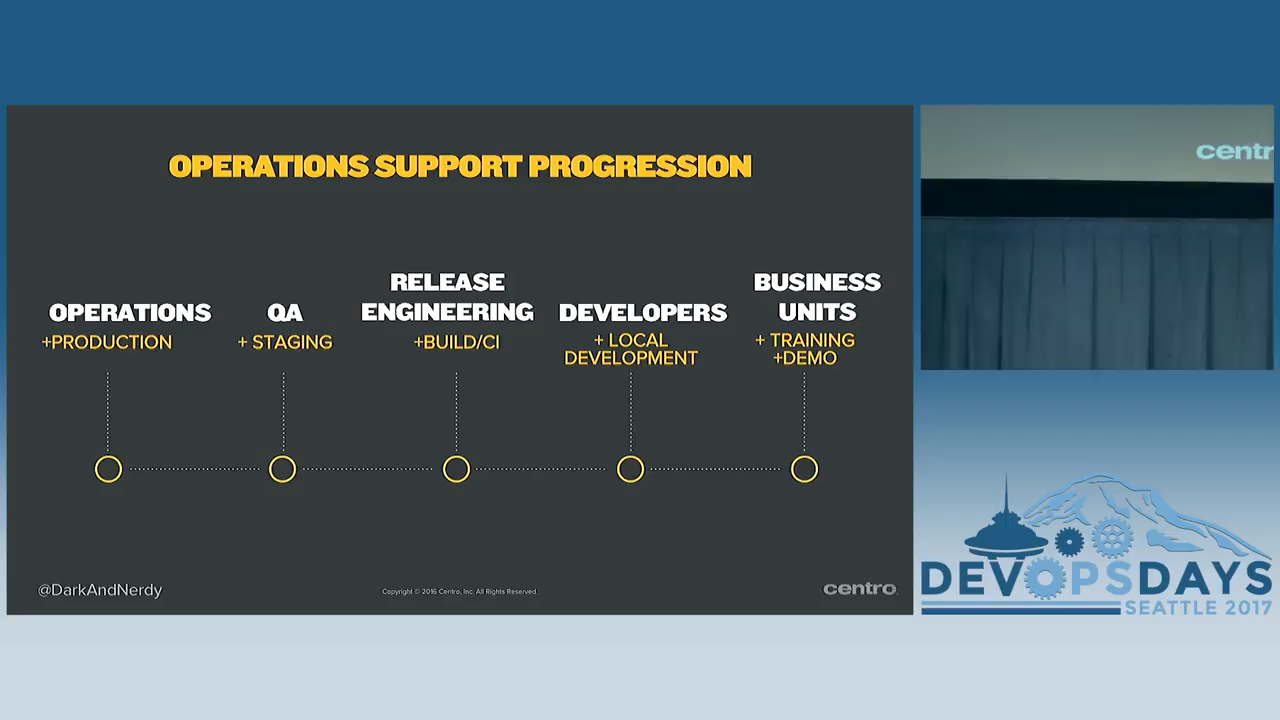 OPERATIONS SUPPORT PROGRESSION
OPERATIONS
+PRODUCTION
QA
+ STAGING
RELEASE
ENGINEERING
+BUILD/CI
DEVELOPERS
+ LOCAL
DEVELOPMENT
BUSINESS
UNITS
+ TRAINING
+DEMO
@DarkAndNerdy
Copyright © 2016 Centro, Inc. All Rights Reserved.
centro
centr
DEVOPSDAYS
SEATTLE 2017